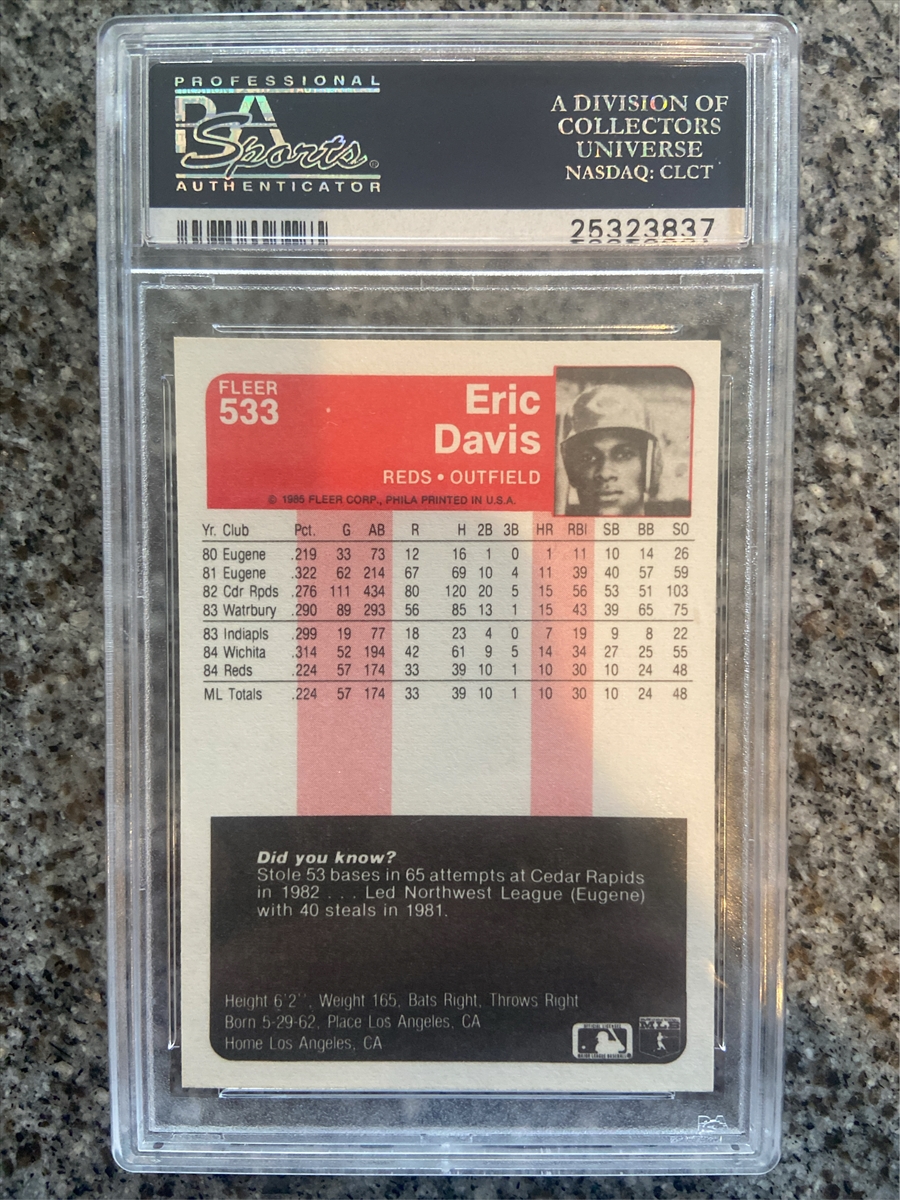 PROFESSIONAL
PSA
Sports
AUTHENTICATOR
A DIVISION OF
COLLECTORS
UNIVERSE
NASDAQ: CLCT
25323837
FLEER
533
Eric
Davis
REDS • OUTFIELD
© 1985 FLEER CORP., PHILA PRINTED IN U.S.A.
Yr. Club Pct. G AB R H 2B 3B HR RBI SB BB SO
80 Eugene .219 33 73 12 16 1 0 1 11 10 14 26
81 Eugene .322 62 214 67 69 10 4 11 39 40 57 59
82 Cdr Rpds .276 111 434 80 120 20 5 15 56 53 51 103
83 Watrbury .290 89 293 56 85 13 1 15 43 39 65 75
83 Indiapls .299 19 77 18 23 4 0 7 19 9 8 22
84 Wichita .314 52 194 42 61 9 5 14 34 27 25 55
84 Reds .224 57 174 33 39 10 1 10 30 10 24 48
ML Totals .224 57 174 33 39 10 1 10 30 10 24 48
Did you know?
Stole 53 bases in 65 attempts at Cedar Rapids
in 1982 . . . Led Northwest League (Eugene)
with 40 steals in 1981.
Height 6'2'', Weight 165, Bats Right, Throws Right
Born 5-29-62, Place Los Angeles, CA
Home Los Angeles, CA
PSA